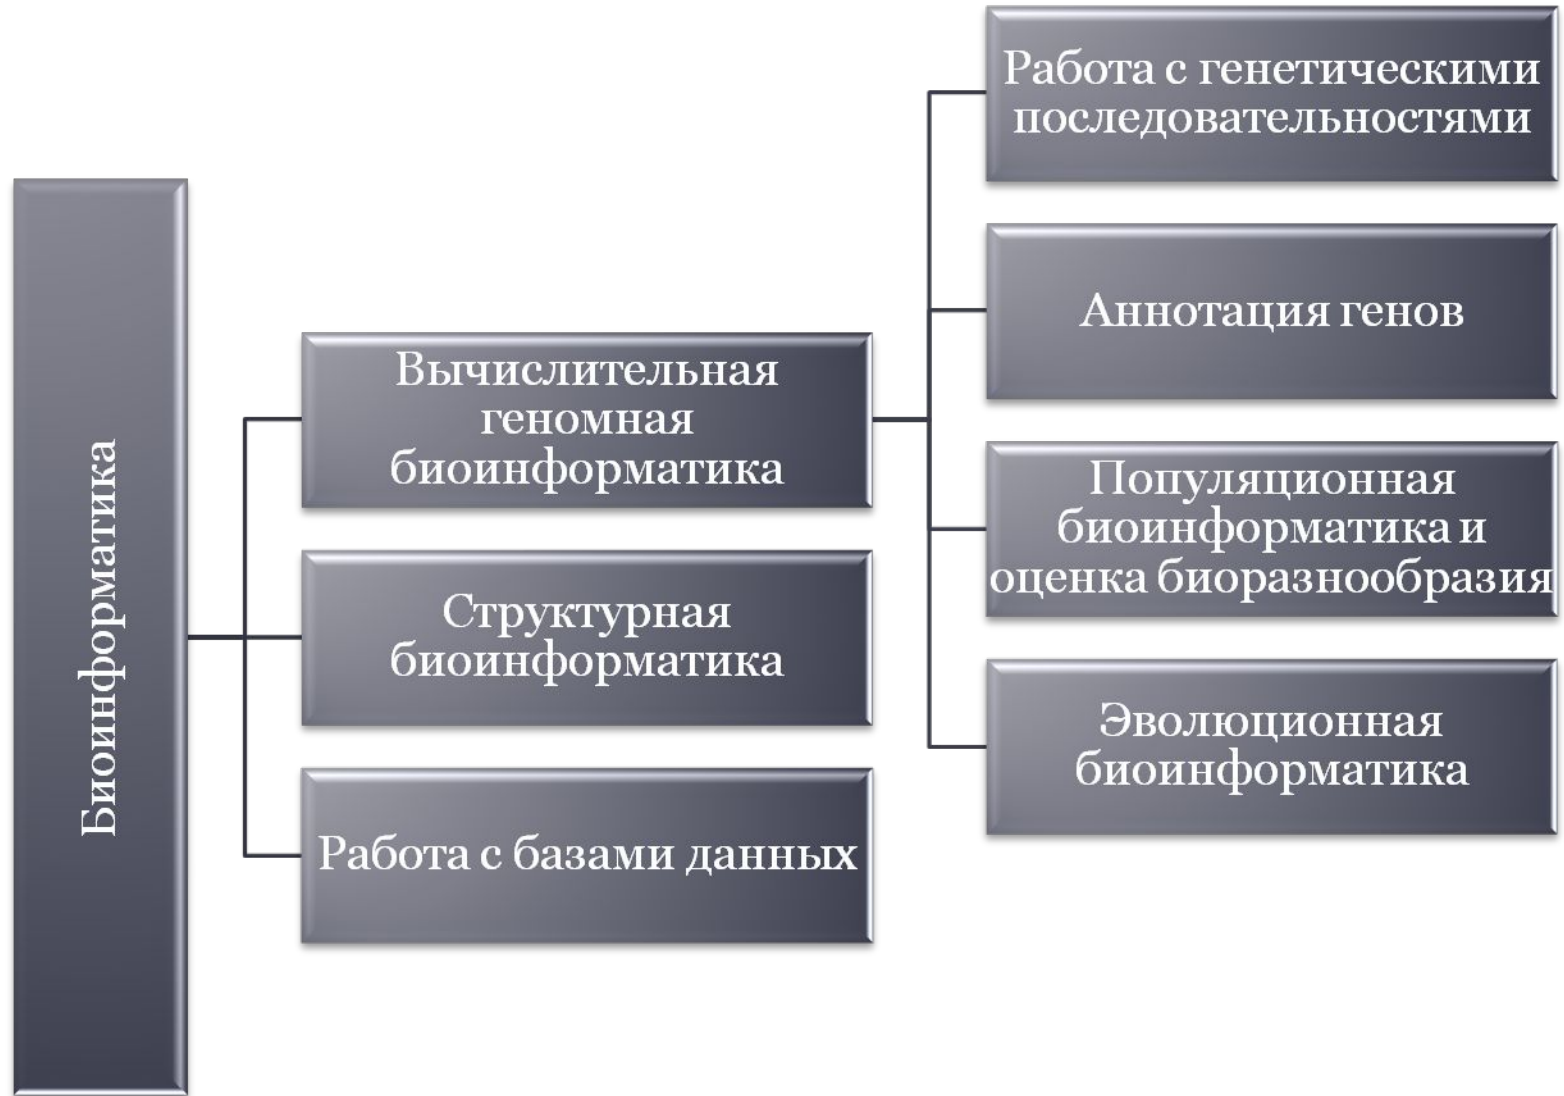 Биоинформатика
Вычислительная
геномная
биоинформатика
Структурная
биоинформатика
Работа с базами данных
Работа с генетическими
последовательностями
Аннотация генов
Популяционная
биоинформатика и
оценка биоразнообразия
Эволюционная
биоинформатика